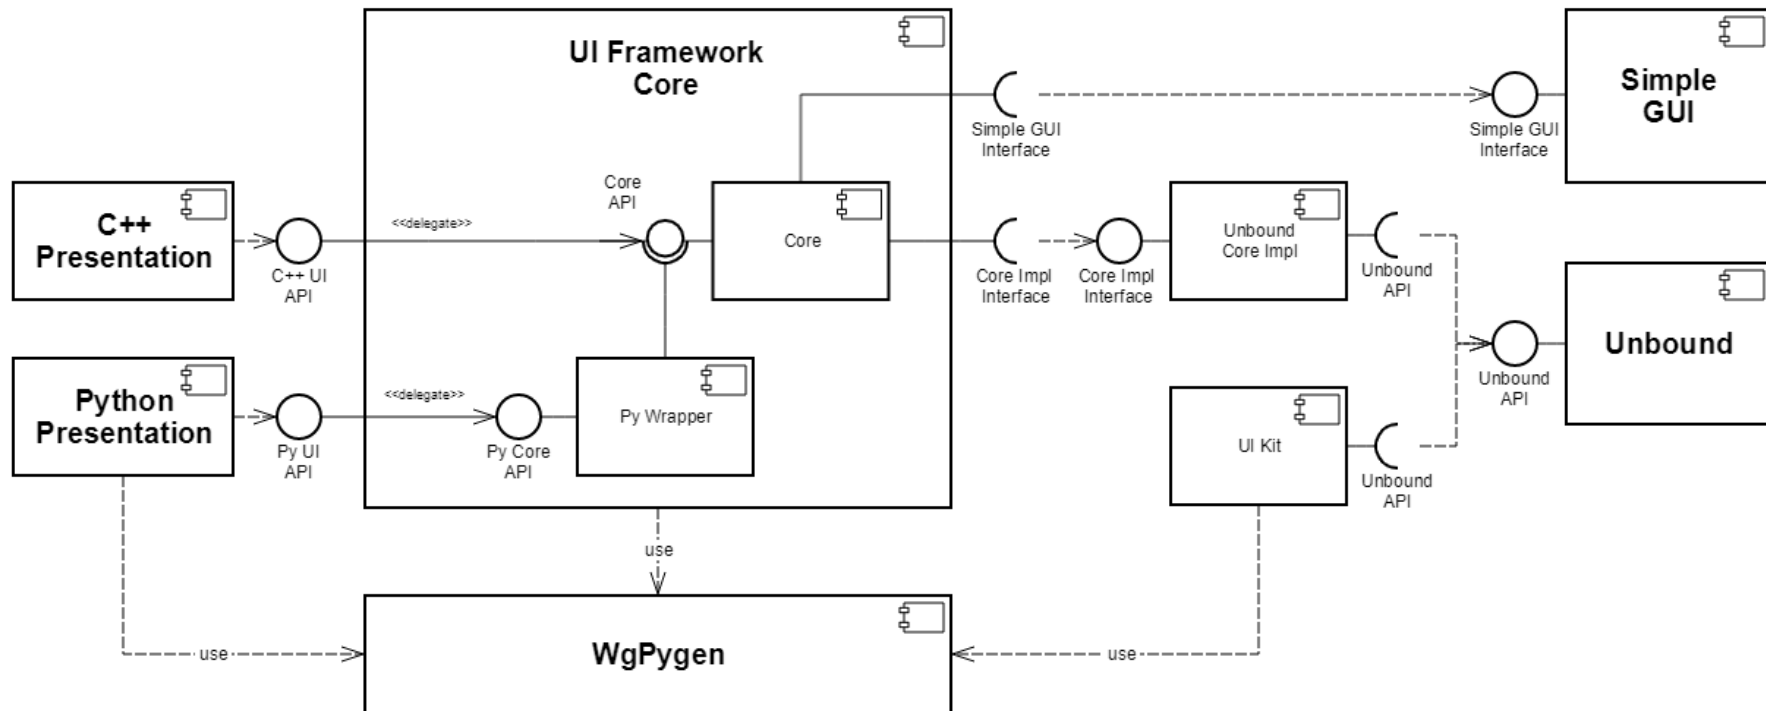 UI Framework
Core
Simple
GUI
Simple GUI
Interface
Simple GUI
Interface
C++
Presentation
C++ UI
API
<<delegate>>
Core
API
Core
Core Impl
Interface
Core Impl
Interface
Unbound
Core Impl
Unbound
API
Unbound
Unbound
API
Python
Presentation
Py UI
API
<<delegate>>
Py Core
API
Py Wrapper
UI Kit
Unbound
API
use
WgPygen
use
use